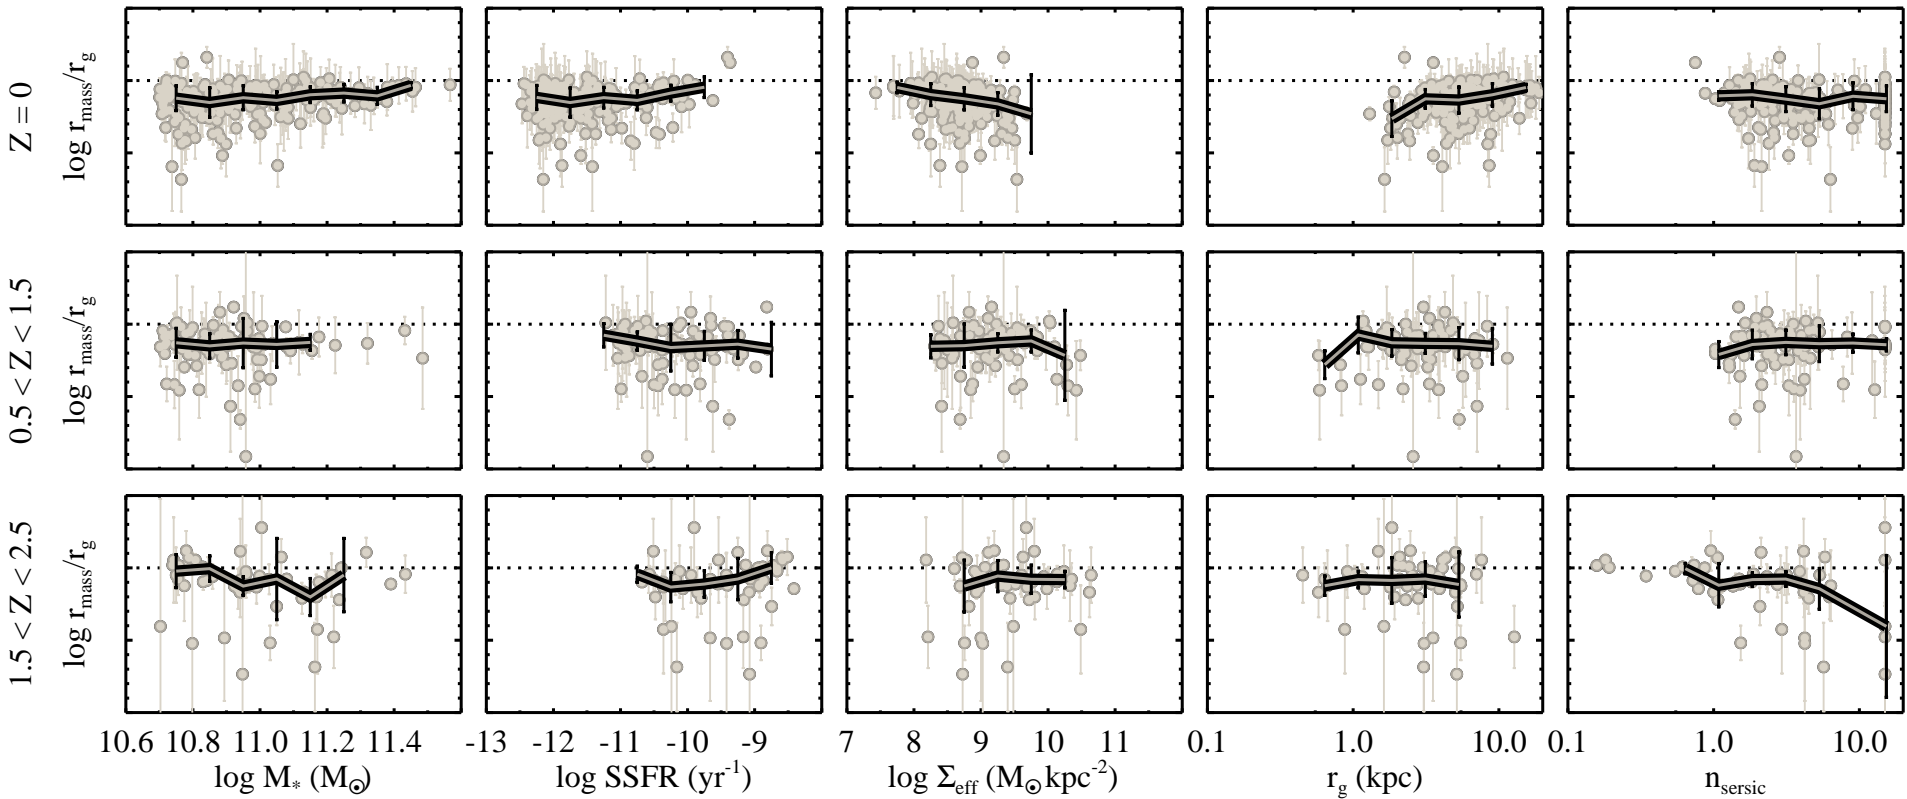 Z = 0
log r_mass/r_g
0.5 < Z < 1.5
log r_mass/r_g
1.5 < Z < 2.5
log r_mass/r_g
10.6 10.8 11.0 11.2 11.4
-13 -12 -11 -10 -9
7 8 9 10 11
0.1 1.0 10.0
0.1 1.0 10.0
log M_* (M_⊙)
log SSFR (yr^-1)
log Σ_eff (M_⊙ kpc^-2)
r_g (kpc)
n_sersic